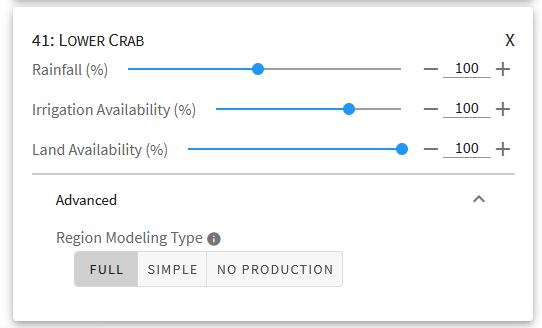 41: LOWER CRAB X
Rainfall (%) — 100 +
Irrigation Availability (%) — 100 +
Land Availability (%) — 100 +
Advanced
Region Modeling Type
FULL SIMPLE NO PRODUCTION